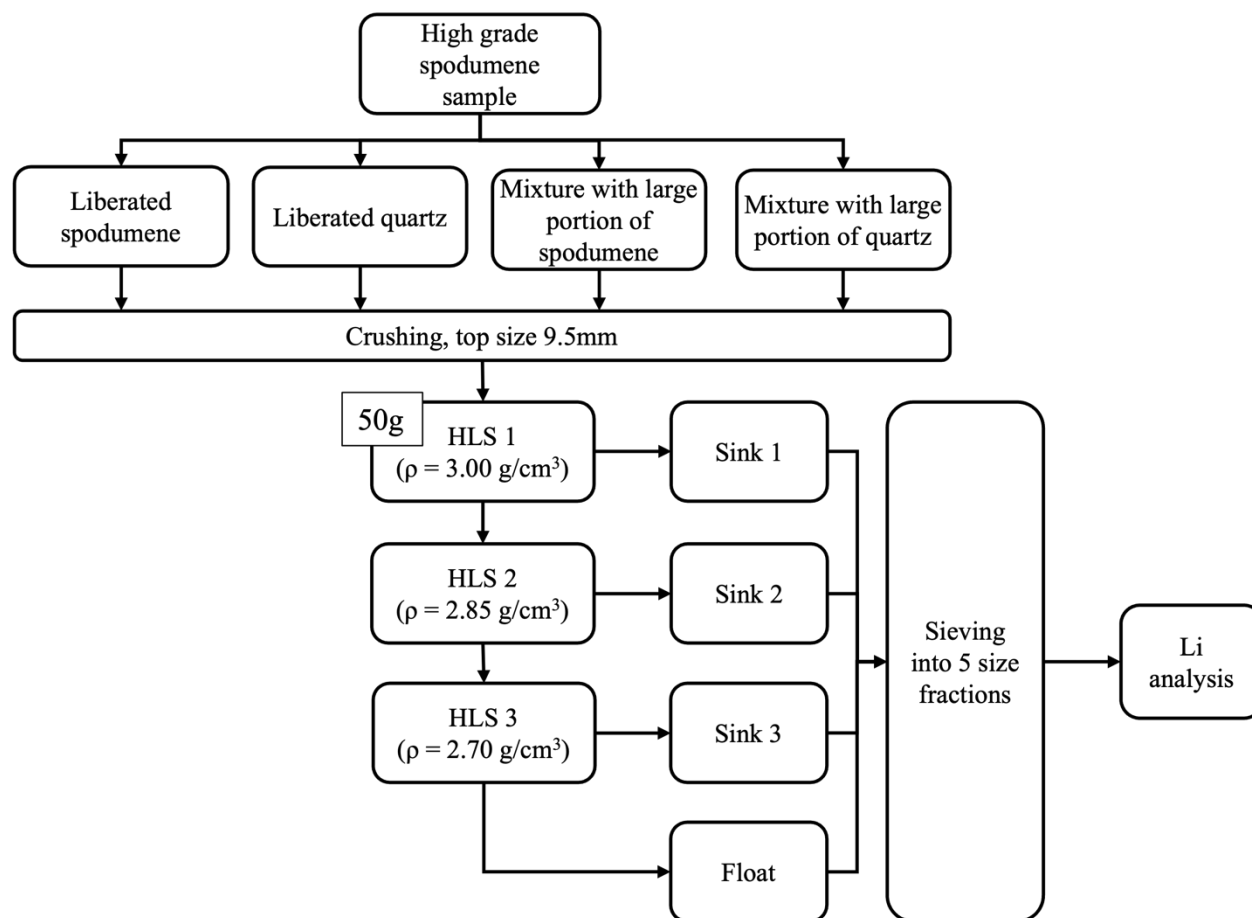 High grade
spodumene
sample
Liberated
spodumene
Liberated quartz
Mixture with large
portion of
spodumene
Mixture with large
portion of quartz
Crushing, top size 9.5mm
50g
HLS 1
(ρ = 3.00 g/cm³)
Sink 1
HLS 2
(ρ = 2.85 g/cm³)
Sink 2
HLS 3
(ρ = 2.70 g/cm³)
Sink 3
Float
Sieving
into 5 size
fractions
Li
analysis